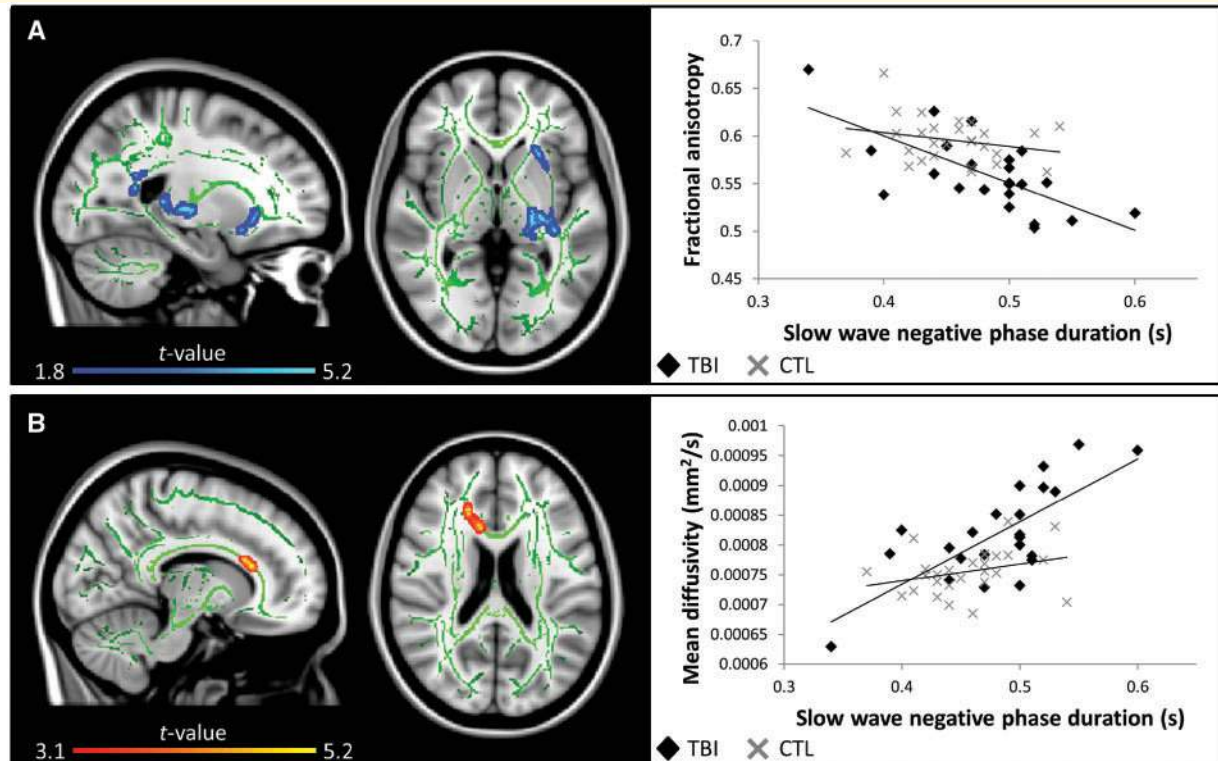 A
t-value
1.8 5.2
Fractional anisotropy
0.7
0.65
0.6
0.55
0.5
0.45
0.3 0.4 0.5 0.6
Slow wave negative phase duration (s)
TBI CTL
B
t-value
3.1 5.2
Mean diffusivity (mm²/s)
0.001
0.00095
0.0009
0.00085
0.0008
0.00075
0.0007
0.00065
0.0006
0.3 0.4 0.5 0.6
Slow wave negative phase duration (s)
TBI CTL